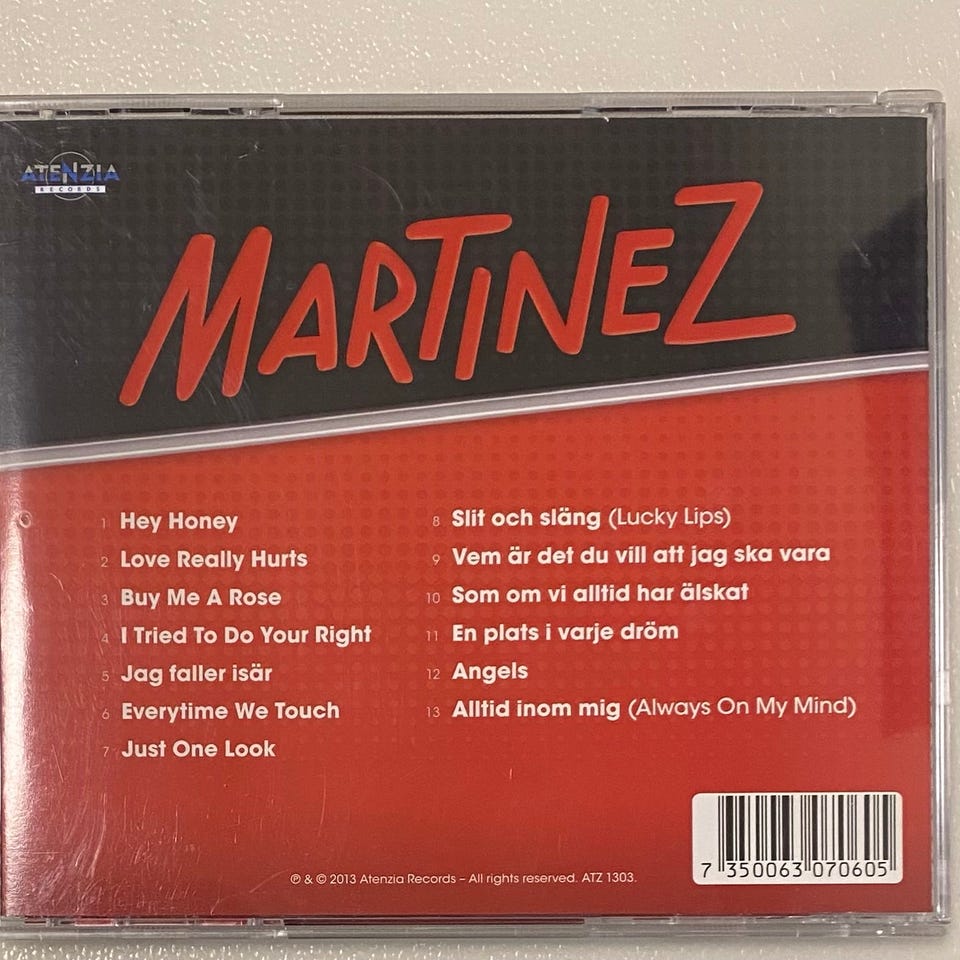 ATENZIA
RECORDS
MARTINEZ
1 Hey Honey
2 Love Really Hurts
3 Buy Me A Rose
4 I Tried To Do Your Right
5 Jag faller isär
6 Everytime We Touch
7 Just One Look
8 Slit och släng (Lucky Lips)
9 Vem är det du vill att jag ska vara
10 Som om vi alltid har älskat
11 En plats i varje dröm
12 Angels
13 Alltid inom mig (Always On My Mind)
7 350063 070605
℗ & © 2013 Atenzia Records – All rights reserved. ATZ 1303.